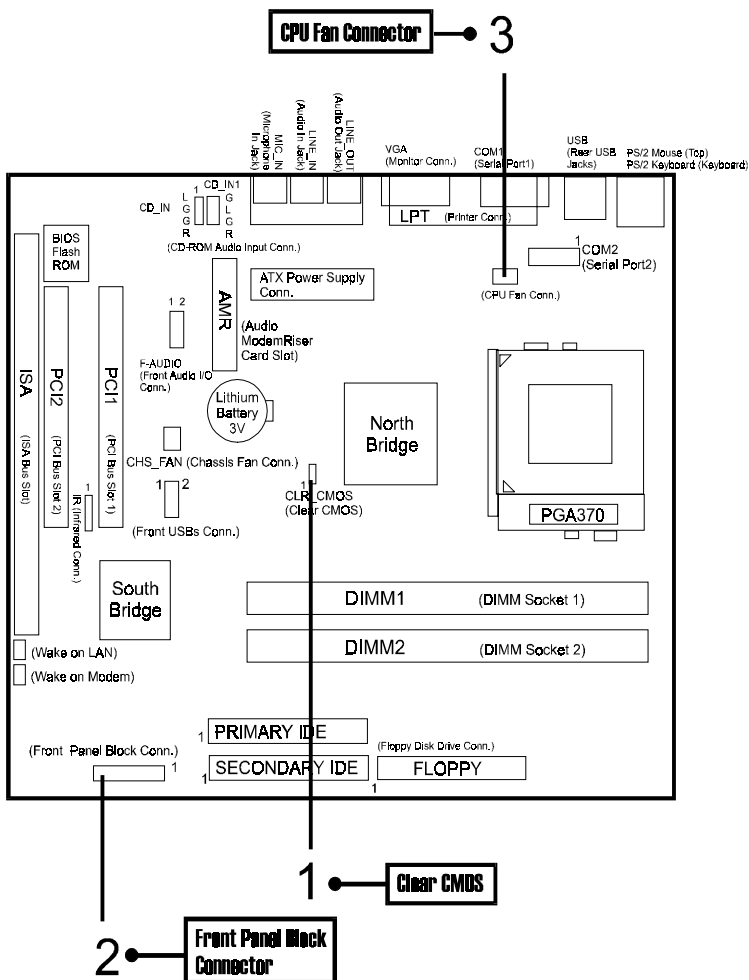 CPU Fan Connector
3
MIC_IN
(Microphone
In Jack)
LINE_IN
(Audio In Jack)
LINE_OUT
(Audio Out Jack)
VGA
(Monitor Conn.)
COM1
(Serial Port1)
USB
(Rear USB
Jacks)
PS/2 Mouse (Top)
PS/2 Keyboard (Keyboard)
LPT (Printer Conn.)
CD_IN
1
CD_IN1
L
G
G
R
G
L
G
R
(CD-ROM Audio Input Conn.)
BIOS
Flash
ROM
ATX Power Supply
Conn.
1
COM2
(Serial Port2)
(CPU Fan Conn.)
AMR
(Audio
ModemRiser
Card Slot)
1 2
F-AUDIO
(Front Audio I/O
Conn.)
ISA
(ISA Bus Slot)
PCI2
(PCI Bus Slot 2)
PCI1
(PCI Bus Slot 1)
Lithium
Battery
3V
North
Bridge
CHS_FAN (Chassis Fan Conn.)
1 2
(Front USBs Conn.)
1
IR (Infrared Conn.)
1
CLR_CMOS
(Clear CMOS)
PGA370
South
Bridge
DIMM1 (DIMM Socket 1)
DIMM2 (DIMM Socket 2)
(Wake on LAN)
(Wake on Modem)
1 PRIMARY IDE
(Front Panel Block Conn.)
1
1 SECONDARY IDE
(Floppy Disk Drive Conn.)
FLOPPY
1
1
Clear CMOS
2
Front Panel Block
Connector